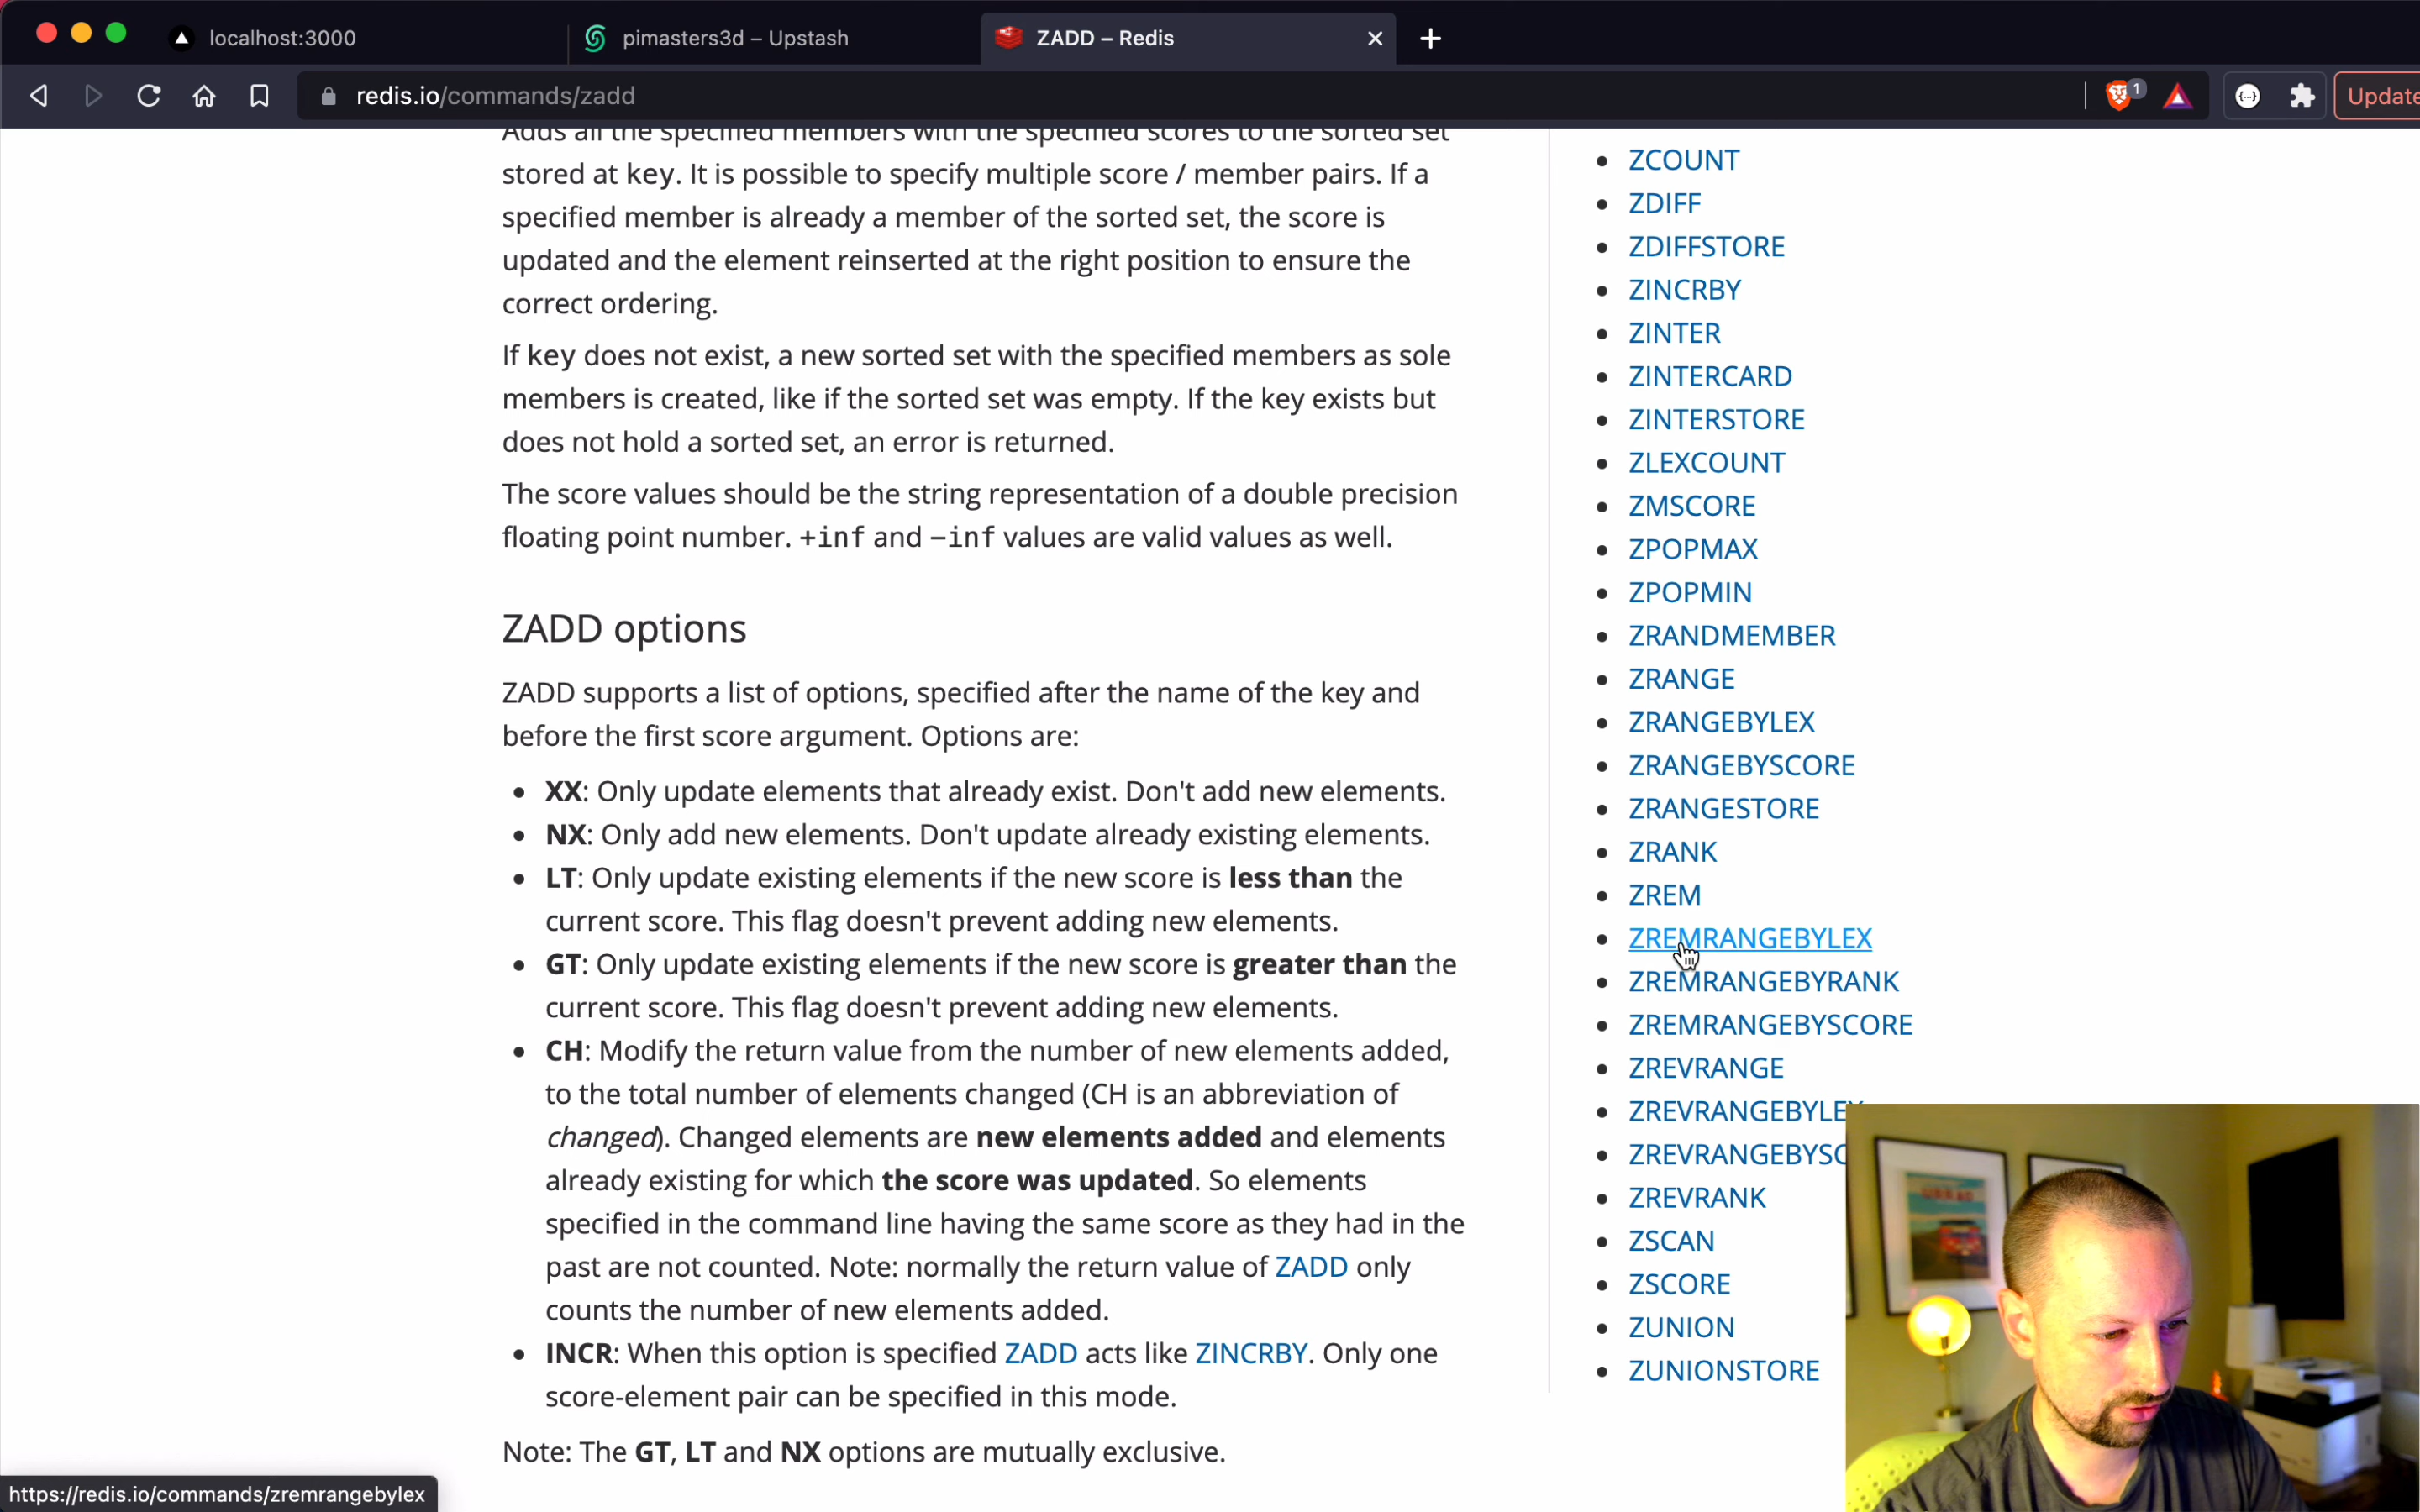 localhost:3000
pimasters3d – Upstash
ZADD – Redis
redis.io/commands/zadd
1
Update
Adds all the specified members with the specified scores to the sorted set
stored at key. It is possible to specify multiple score / member pairs. If a
specified member is already a member of the sorted set, the score is
updated and the element reinserted at the right position to ensure the
correct ordering.
If key does not exist, a new sorted set with the specified members as sole
members is created, like if the sorted set was empty. If the key exists but
does not hold a sorted set, an error is returned.
The score values should be the string representation of a double precision
floating point number. +inf and -inf values are valid values as well.
ZADD options
ZADD supports a list of options, specified after the name of the key and
before the first score argument. Options are:
• XX: Only update elements that already exist. Don't add new elements.
• NX: Only add new elements. Don't update already existing elements.
• LT: Only update existing elements if the new score is less than the
current score. This flag doesn't prevent adding new elements.
• GT: Only update existing elements if the new score is greater than the
current score. This flag doesn't prevent adding new elements.
• CH: Modify the return value from the number of new elements added,
to the total number of elements changed (CH is an abbreviation of
changed). Changed elements are new elements added and elements
already existing for which the score was updated. So elements
specified in the command line having the same score as they had in the
past are not counted. Note: normally the return value of ZADD only
counts the number of new elements added.
• INCR: When this option is specified ZADD acts like ZINCRBY. Only one
score-element pair can be specified in this mode.
Note: The GT, LT and NX options are mutually exclusive.
• ZCOUNT
• ZDIFF
• ZDIFFSTORE
• ZINCRBY
• ZINTER
• ZINTERCARD
• ZINTERSTORE
• ZLEXCOUNT
• ZMSCORE
• ZPOPMAX
• ZPOPMIN
• ZRANDMEMBER
• ZRANGE
• ZRANGEBYLEX
• ZRANGEBYSCORE
• ZRANGESTORE
• ZRANK
• ZREM
• ZREMRANGEBYLEX
• ZREMRANGEBYRANK
• ZREMRANGEBYSCORE
• ZREVRANGE
• ZREVRANGEBYLEX
• ZREVRANGEBYSC
• ZREVRANK
• ZSCAN
• ZSCORE
• ZUNION
• ZUNIONSTORE
https://redis.io/commands/zremrangebylex